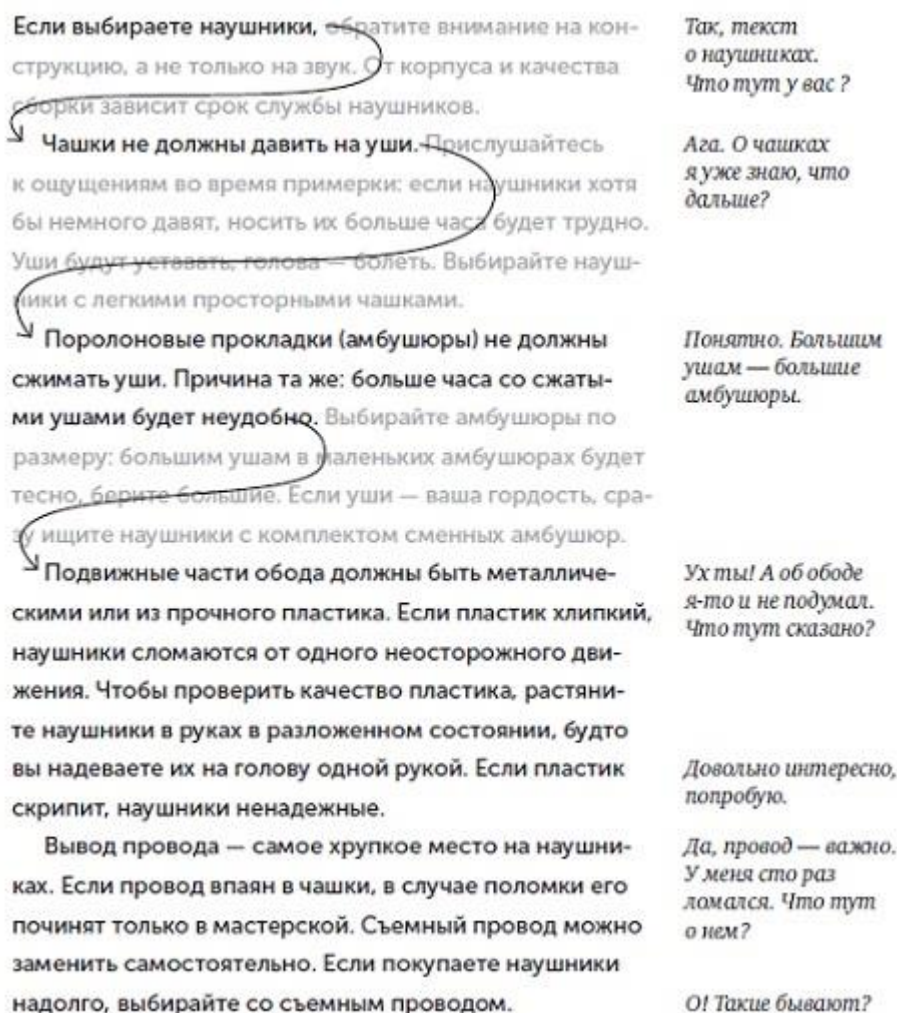 Если выбираете наушники, обратите внимание на кон-
струкцию, а не только на звук. От корпуса и качества
сборки зависит срок службы наушников.
Так, текст
о наушниках.
Что тут у вас?
Чашки не должны давить на уши. Прислушайтесь
к ощущениям во время примерки: если наушники хотя
бы немного давят, носить их больше часа будет трудно.
Уши будут уставать, голова — болеть. Выбирайте науш-
ники с легкими просторными чашками.
Ага. О чашках
я уже знаю, что
дальше?
Поролоновые прокладки (амбушюры) не должны
сжимать уши. Причина та же: больше часа со сжаты-
ми ушами будет неудобно. Выбирайте амбушюры по
размеру: большим ушам в маленьких амбушюрах будет
тесно, берите большие. Если уши — ваша гордость, сра-
зу ищите наушники с комплектом сменных амбушюр.
Понятно. Большим
ушам — большие
амбушюры.
Подвижные части обода должны быть металличе-
скими или из прочного пластика. Если пластик хлипкий,
наушники сломаются от одного неосторожного дви-
жения. Чтобы проверить качество пластика, растяни-
те наушники в руках в разложенном состоянии, будто
вы надеваете их на голову одной рукой. Если пластик
скрипит, наушники ненадежные.
Ух ты! А об ободе
я-то и не подумал.
Что тут сказано?
Довольно интересно,
попробую.
Вывод провода — самое хрупкое место на наушни-
ках. Если провод впаян в чашки, в случае поломки его
починят только в мастерской. Съемный провод можно
заменить самостоятельно. Если покупаете наушники
надолго, выбирайте со съемным проводом.
Да, провод — важно.
У меня сто раз
ломался. Что тут
о нем?
О! Такие бывают?